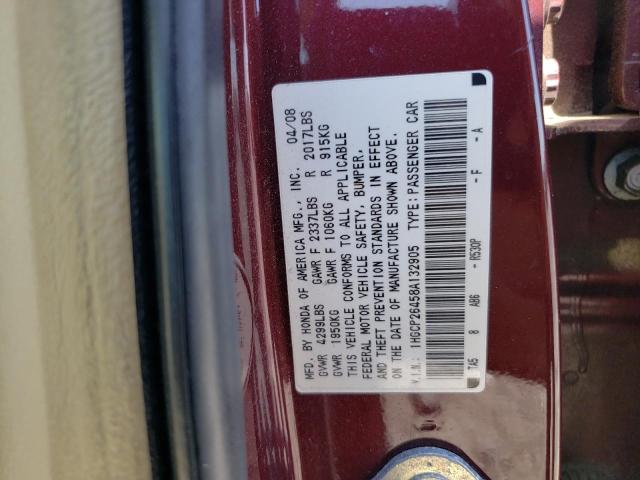 MFD. BY HONDA OF AMERICA MFG., INC. 04/08
GVWR 4299LBS GAWR F 2337LBS R 2017LBS
GVWR 1950KG GAWR F 1060KG R 915KG
THIS VEHICLE CONFORMS TO ALL APPLICABLE
FEDERAL MOTOR VEHICLE SAFETY, BUMPER,
AND THEFT PREVENTION STANDARDS IN EFFECT
ON THE DATE OF MANUFACTURE SHOWN ABOVE.
V.I.N.: 1HGCP26458A132905 TYPE: PASSENGER CAR
TA5 8 AB6 - R530P - F - A